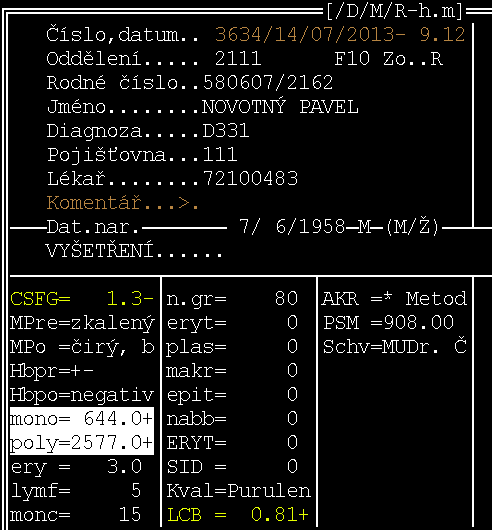 [/D/M/R-h.m]
Číslo,datum.. 3634/14/07/2013- 9.12
Oddělení..... 2111 F10 Zo..R
Rodné číslo..580607/2162
Jméno........NOVOTNÝ PAVEL
Diagnoza.....D331
Pojišťovna...111
Lékař........72100483
Komentář...>.
Dat.nar. 7/ 6/1958 M (M/Ž)
VYŠETŘENÍ......
CSFG= 1.3- n.gr= 80 AKR =* Metod
MPre=zkalený eryt= 0 PSM =908.00
MPo =čirý, b plas= 0 Schv=MUDr. Č
Hbpr=+- makr= 0
Hbpo=negativ epit= 0
mono= 644.0+ nabb= 0
poly=2577.0+ ERYT= 0
ery = 3.0 SID = 0
lymf= 5 Kval=Purulen
monc= 15 LCB = 0.81+